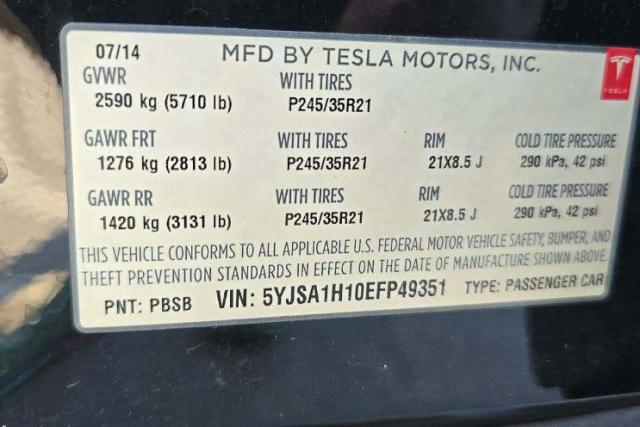 07/14 MFD BY TESLA MOTORS, INC.
TESLA
GVWR WITH TIRES
2590 kg (5710 lb) P245/35R21
GAWR FRT WITH TIRES RIM COLD TIRE PRESSURE
1276 kg (2813 lb) P245/35R21 21X8.5 J 290 kPa, 42 psi
GAWR RR WITH TIRES RIM COLD TIRE PRESSURE
1420 kg (3131 lb) P245/35R21 21X8.5 J 290 kPa, 42 psi
THIS VEHICLE CONFORMS TO ALL APPLICABLE U.S. FEDERAL MOTOR VEHICLE SAFETY, BUMPER, AND
THEFT PREVENTION STANDARDS IN EFFECT ON THE DATE OF MANUFACTURE SHOWN ABOVE.
PNT: PBSB VIN: 5YJSA1H10EFP49351 TYPE: PASSENGER CAR